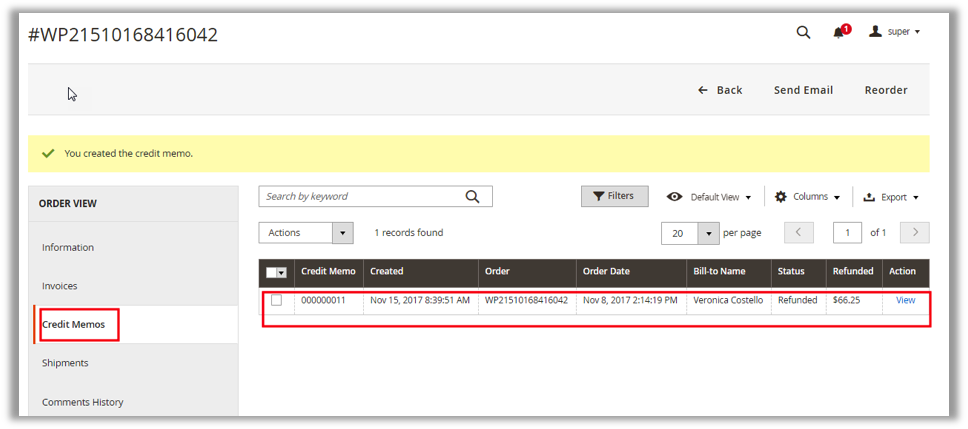 #WP21510168416042
1
super
Back Send Email Reorder
You created the credit memo.
ORDER VIEW
Information
Invoices
Credit Memos
Shipments
Comments History
Search by keyword Filters Default View Columns Export
Actions 1 records found 20 per page 1 of 1
Credit Memo Created Order Order Date Bill-to Name Status Refunded Action
000000011 Nov 15, 2017 8:39:51 AM WP21510168416042 Nov 8, 2017 2:14:19 PM Veronica Costello Refunded $66.25 View